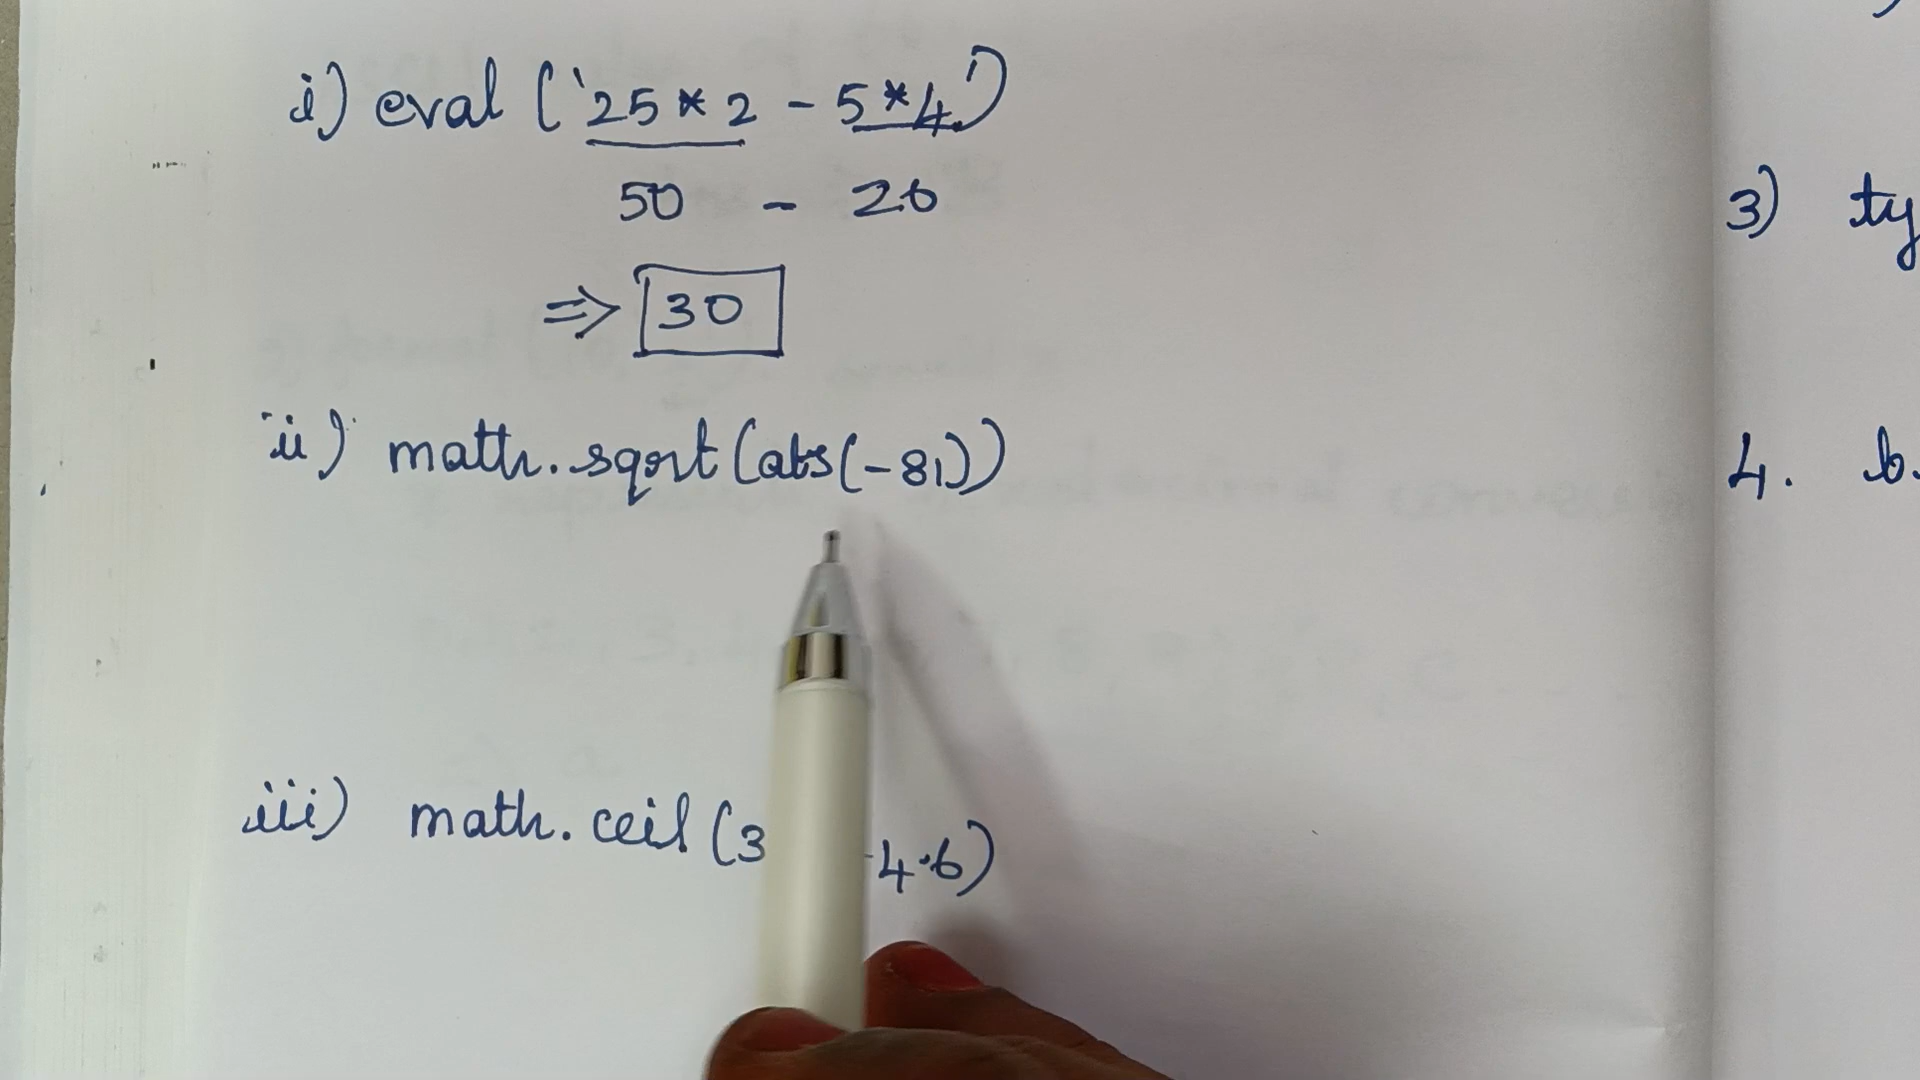 i) eval ('25 * 2 - 5 * 4')
50 - 20
⇒ 30
ii) math.sqrt(abs(-81))
iii) math.ceil(3 4.6)
3) ty
4. b.